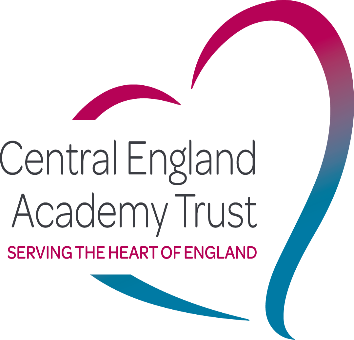 Central England
Academy Trust
SERVING THE HEART OF ENGLAND